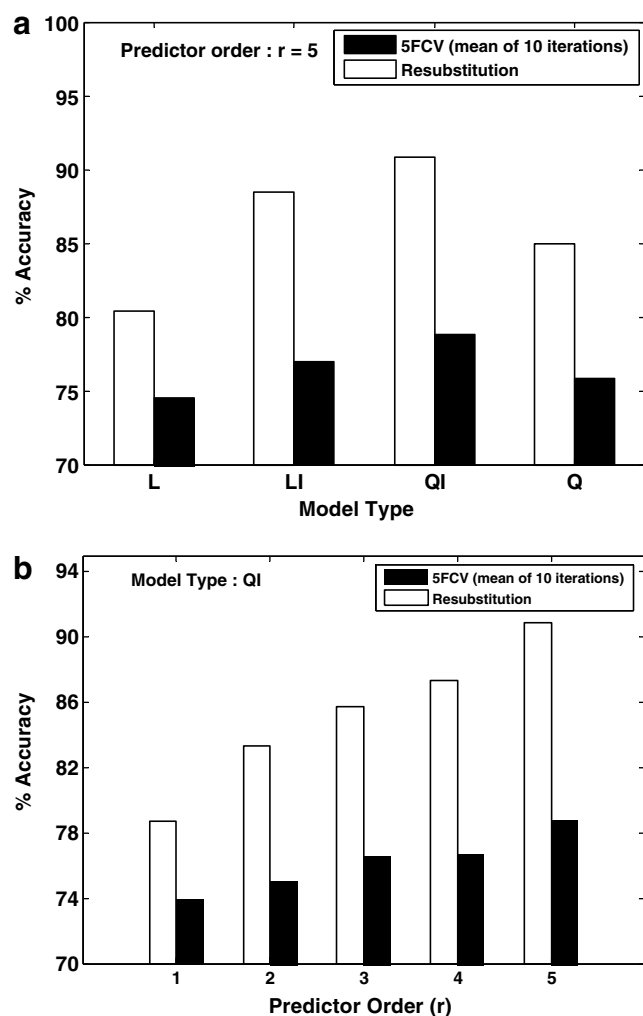 a
100
95
90
85
80
75
70
% Accuracy
Predictor order : r = 5
5FCV (mean of 10 iterations)
Resubstitution
L LI QI Q
Model Type
b
94
90
86
82
78
74
70
% Accuracy
Model Type : QI
5FCV (mean of 10 iterations)
Resubstitution
1 2 3 4 5
Predictor Order (r)